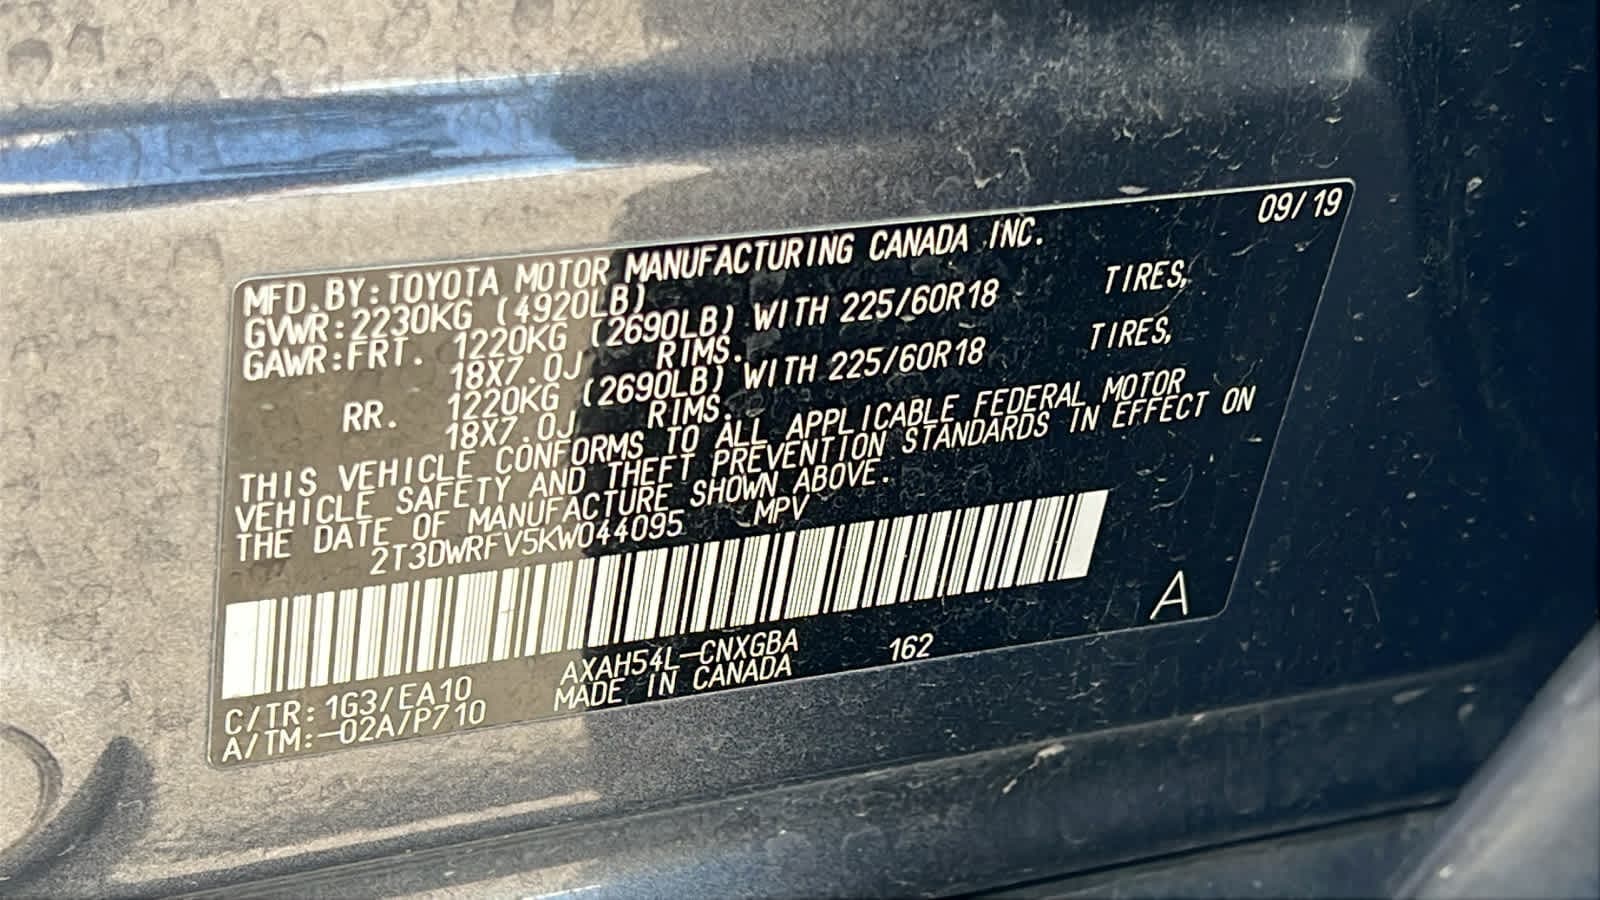 09/19
MFD.BY:TOYOTA MOTOR MANUFACTURING CANADA INC.
GVWR:2230KG (4920LB)
GAWR:FRT. 1220KG (2690LB) WITH 225/60R18 TIRES,
18X7.0J RIMS.
RR. 1220KG (2690LB) WITH 225/60R18 TIRES,
18X7.0J RIMS.
THIS VEHICLE CONFORMS TO ALL APPLICABLE FEDERAL MOTOR
VEHICLE SAFETY AND THEFT PREVENTION STANDARDS IN EFFECT ON
THE DATE OF MANUFACTURE SHOWN ABOVE.
2T3DWRFV5KW044095 MPV
A
C/TR:1G3/EA10 AXAH54L-CNXGBA 162
A/TM:-02A/P710 MADE IN CANADA